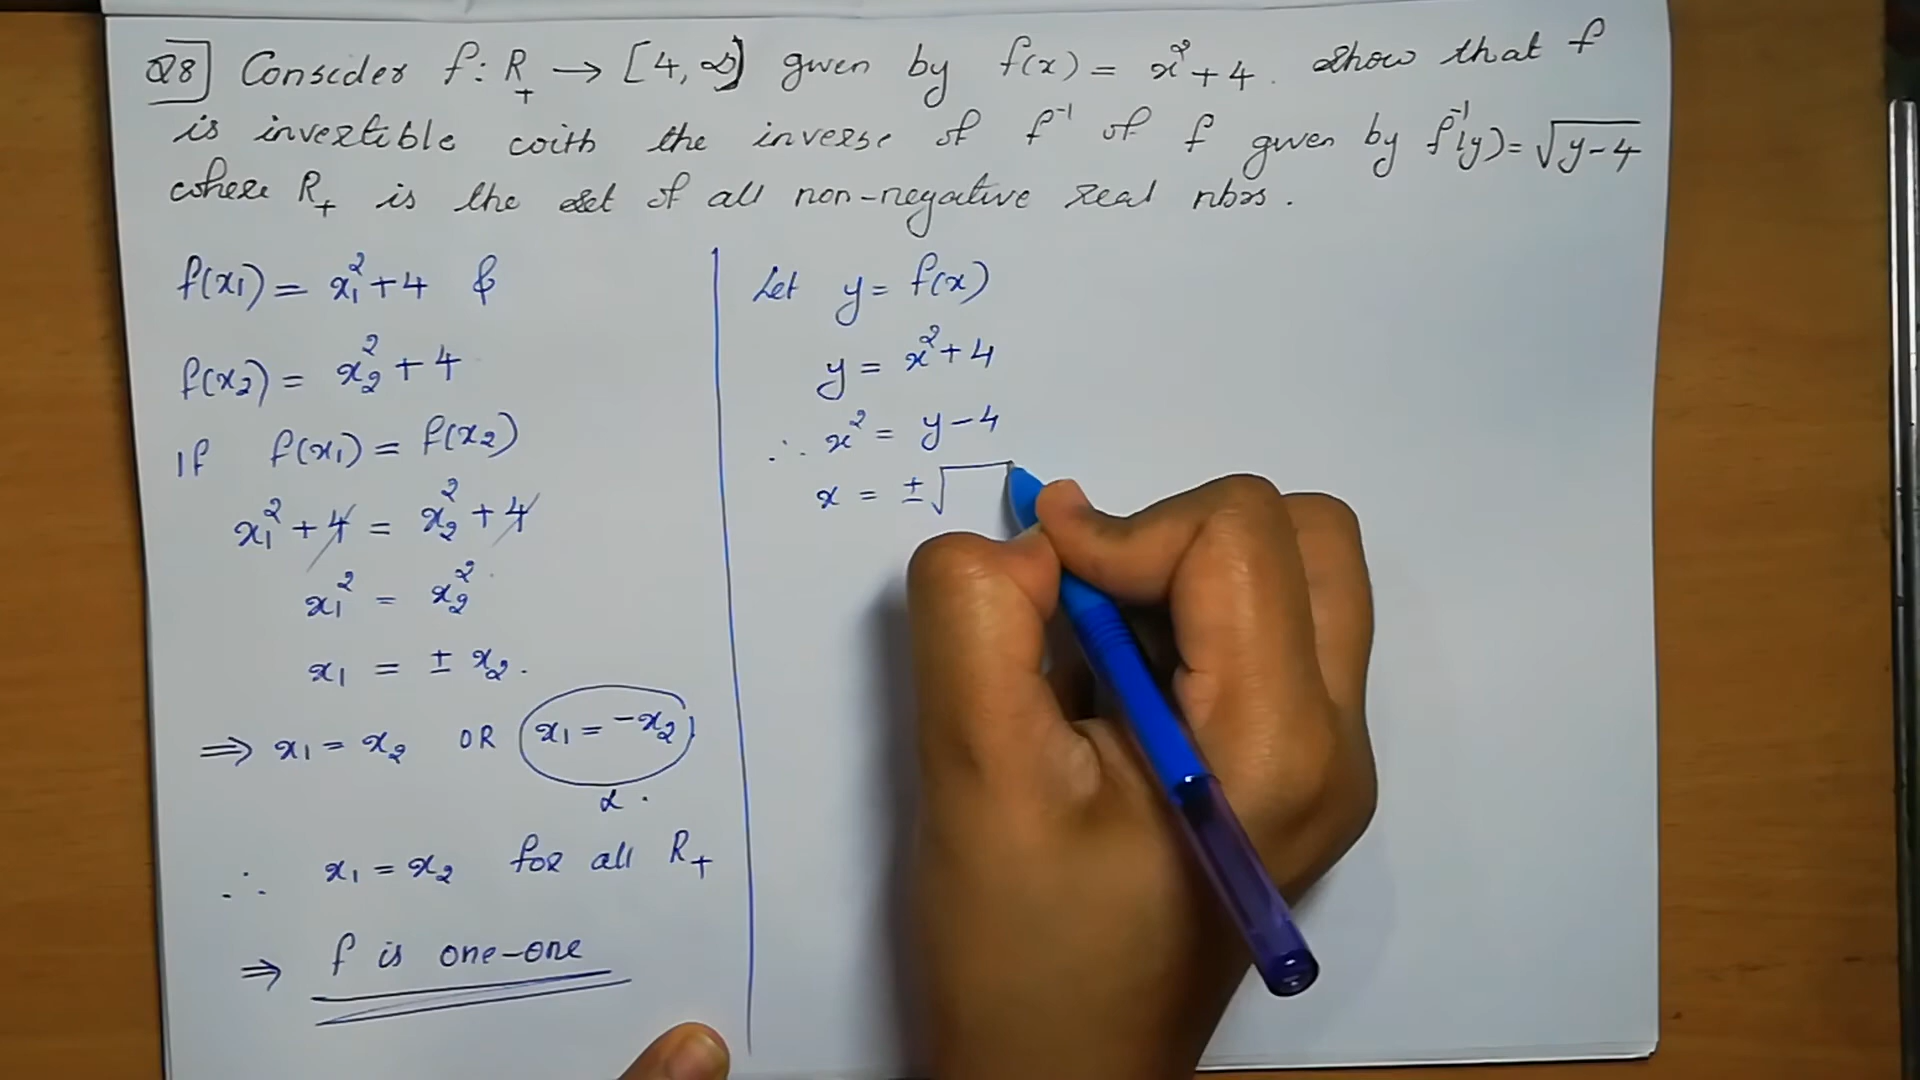 Q8] Consider f: R₊ → [4, ∞] given by f(x) = x² + 4. Show that f
is invertible with the inverse of f⁻¹ of f given by f⁻¹(y) = √(y-4)
where R₊ is the set of all non-negative real nbrs.
f(x₁) = x₁² + 4 &
f(x₂) = x₂² + 4
If f(x₁) = f(x₂)
x₁² + 4 = x₂² + 4
x₁² = x₂²
x₁ = ± x₂.
⇒ x₁ = x₂ OR x₁ = -x₂
∴ x₁ = x₂ for all R₊
⇒ f is one-one
Let y = f(x)
y = x² + 4
∴ x² = y - 4
x = ±√